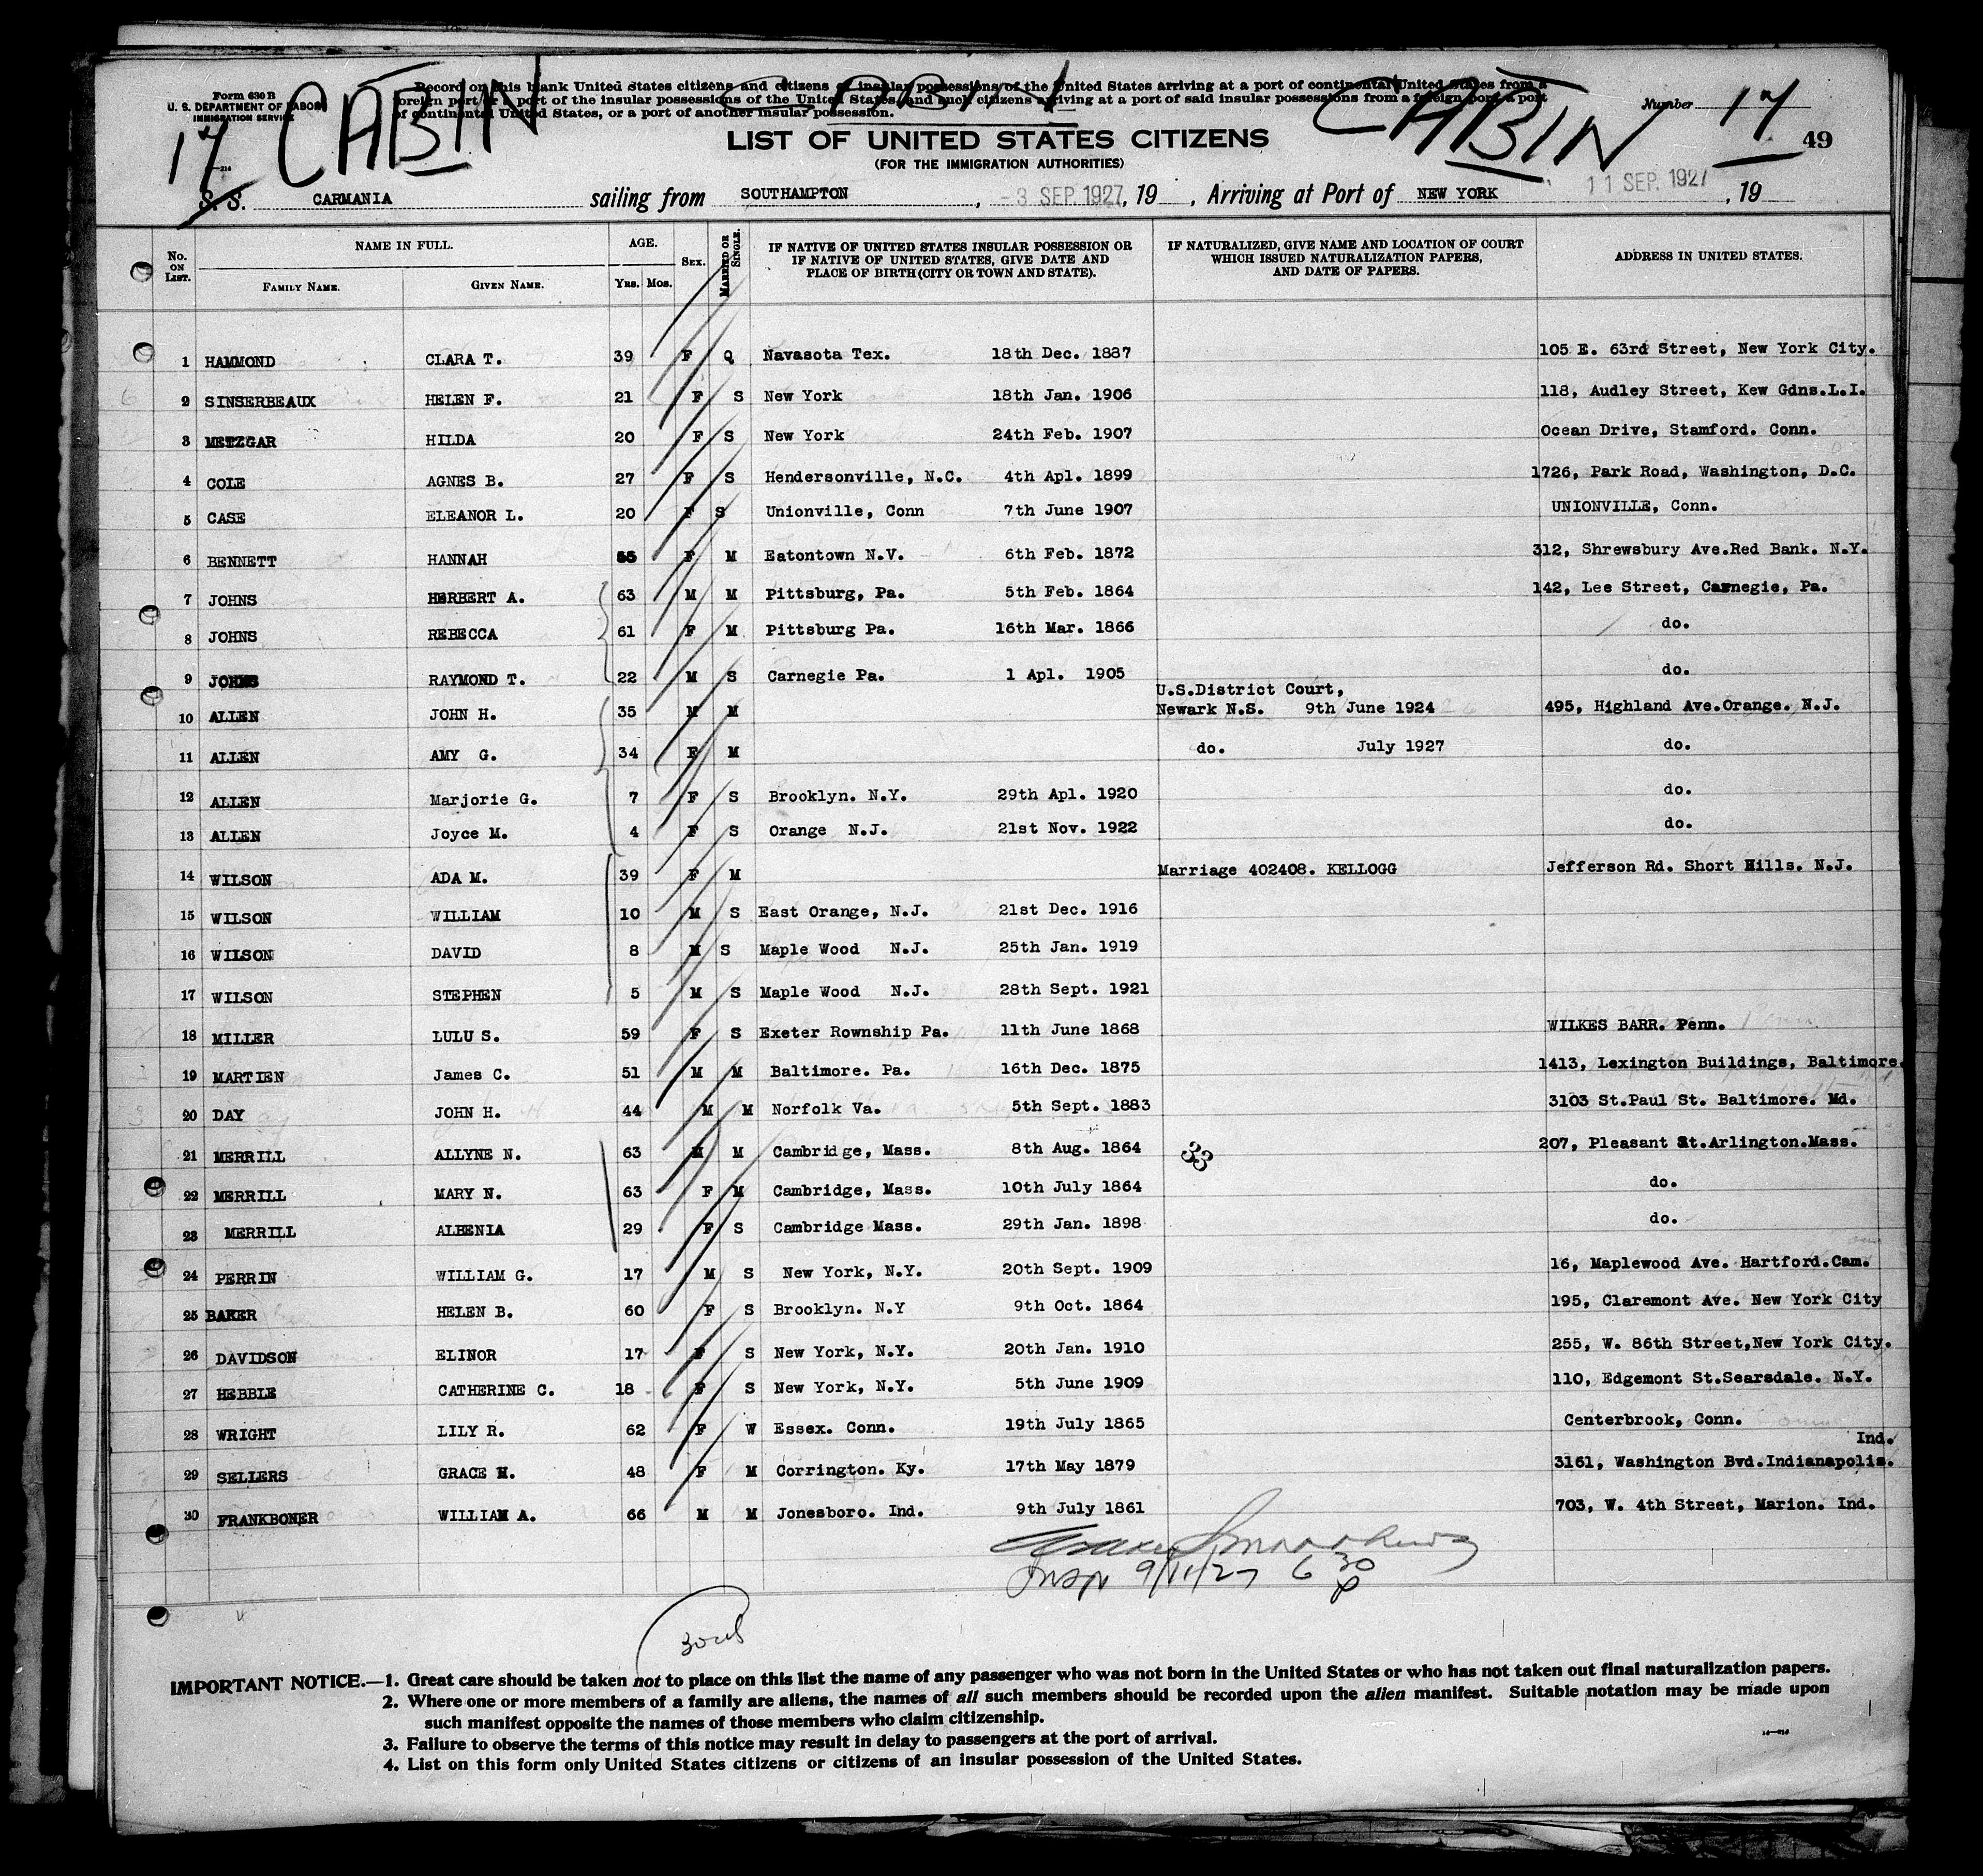 Form 630 B
U. S. DEPARTMENT OF LABOR
IMMIGRATION SERVICE
Record on this blank United States citizens and citizens of insular possessions of the United States arriving at a port of continental United States from a
foreign port or a port of the insular possessions of the United States, and such citizens arriving at a port of said insular possessions from a foreign port, a port
of continental United States, or a port of another insular possession.
17 CABIN CABIN CABIN
Number 17
49
LIST OF UNITED STATES CITIZENS
(FOR THE IMMIGRATION AUTHORITIES)
S. S. CARMANIA sailing from SOUTHAMPTON, -3 SEP. 1927, 19 , Arriving at Port of NEW YORK 11 SEP. 1927, 19
No. ON LIST. NAME IN FULL. FAMILY NAME. GIVEN NAME. AGE. YRS. MOS. SEX. MARRIED OR SINGLE. IF NATIVE OF UNITED STATES INSULAR POSSESSION OR IF NATIVE OF UNITED STATES, GIVE DATE AND PLACE OF BIRTH (CITY OR TOWN AND STATE). IF NATURALIZED, GIVE NAME AND LOCATION OF COURT WHICH ISSUED NATURALIZATION PAPERS, AND DATE OF PAPERS. ADDRESS IN UNITED STATES.
1 HAMMOND CLARA T. 39 F Q Navasota Tex. 18th Dec. 1887 105 E. 63rd Street, New York City.
2 SINSERBEAUX HELEN F. 21 F S New York 18th Jan. 1906 118, Audley Street, Kew Gdns.L.I.
3 METZGAR HILDA 20 F S New York 24th Feb. 1907 Ocean Drive, Stamford. Conn.
4 COLE AGNES B. 27 F S Hendersonville, N.C. 4th Apl. 1899 1726, Park Road, Washington, D.C.
5 CASE ELEANOR L. 20 F S Unionville, Conn 7th June 1907 UNIONVILLE, Conn.
6 BENNETT HANNAH 55 F M Eatontown N.V. 6th Feb. 1872 312, Shrewsbury Ave.Red Bank. N.Y.
7 JOHNS HERBERT A. 63 M M Pittsburg, Pa. 5th Feb. 1864 142, Lee Street, Carnegie, Pa.
8 JOHNS REBECCA 61 F M Pittsburg Pa. 16th Mar. 1866 do.
9 JOHNS RAYMOND T. 22 M S Carnegie Pa. 1 Apl. 1905 do.
10 ALLEN JOHN H. 35 M M U.S.District Court, Newark N.S. 9th June 1924 495, Highland Ave.Orange. N.J.
11 ALLEN AMY G. 34 F M do. July 1927 do.
12 ALLEN Marjorie G. 7 F S Brooklyn. N.Y. 29th Apl. 1920 do.
13 ALLEN Joyce M. 4 F S Orange N.J. 21st Nov. 1922 do.
14 WILSON ADA M. 39 F M Marriage 402408. KELLOGG Jefferson Rd. Short Hills. N.J.
15 WILSON WILLIAM 10 M S East Orange, N.J. 21st Dec. 1916
16 WILSON DAVID 8 M S Maple Wood N.J. 25th Jan. 1919
17 WILSON STEPHEN 5 M S Maple Wood N.J. 28th Sept. 1921
18 MILLER LULU S. 59 F S Exeter Rownship Pa. 11th June 1868 WILKES BARR. Penn.
19 MARTIEN James C. 51 M M Baltimore. Pa. 16th Dec. 1875 1413, Lexington Buildings, Baltimore.
20 DAY JOHN H. 44 M M Norfolk Va. 5th Sept. 1883 3103 St.Paul St. Baltimore. Md.
21 MERRILL ALLYNE N. 63 M M Cambridge, Mass. 8th Aug. 1864 33 207, Pleasant St.Arlington.Mass.
22 MERRILL MARY N. 63 F M Cambridge, Mass. 10th July 1864 do.
23 MERRILL ALBENIA 29 F S Cambridge Mass. 29th Jan. 1898 do.
24 PERRIN WILLIAM G. 17 M S New York, N.Y. 20th Sept. 1909 16, Maplewood Ave. Hartford.Cam.
25 BAKER HELEN B. 60 F S Brooklyn. N.Y 9th Oct. 1864 195, Claremont Ave. New York City
26 DAVIDSON ELINOR 17 F S New York, N.Y. 20th Jan. 1910 255, W. 86th Street,New York City.
27 HEBBLE CATHERINE C. 18 F S New York, N.Y. 5th June 1909 110, Edgemont St.Searsdale. N.Y.
28 WRIGHT LILY R. 62 F W Essex. Conn. 19th July 1865 Centerbrook, Conn.
29 SELLERS GRACE H. 48 F M Corrington. Ky. 17th May 1879 3161, Washington Bvd.Indianapolis. Ind.
30 FRANKBONER WILLIAM A. 66 M M Jonesboro. Ind. 9th July 1861 703, W. 4th Street, Marion. Ind.
Insp 9/11/27 6 30 P
IMPORTANT NOTICE.—1. Great care should be taken not to place on this list the name of any passenger who was not born in the United States or who has not taken out final naturalization papers.
2. Where one or more members of a family are aliens, the names of all such members should be recorded upon the alien manifest. Suitable notation may be made upon
such manifest opposite the names of those members who claim citizenship.
3. Failure to observe the terms of this notice may result in delay to passengers at the port of arrival.
4. List on this form only United States citizens or citizens of an insular possession of the United States.